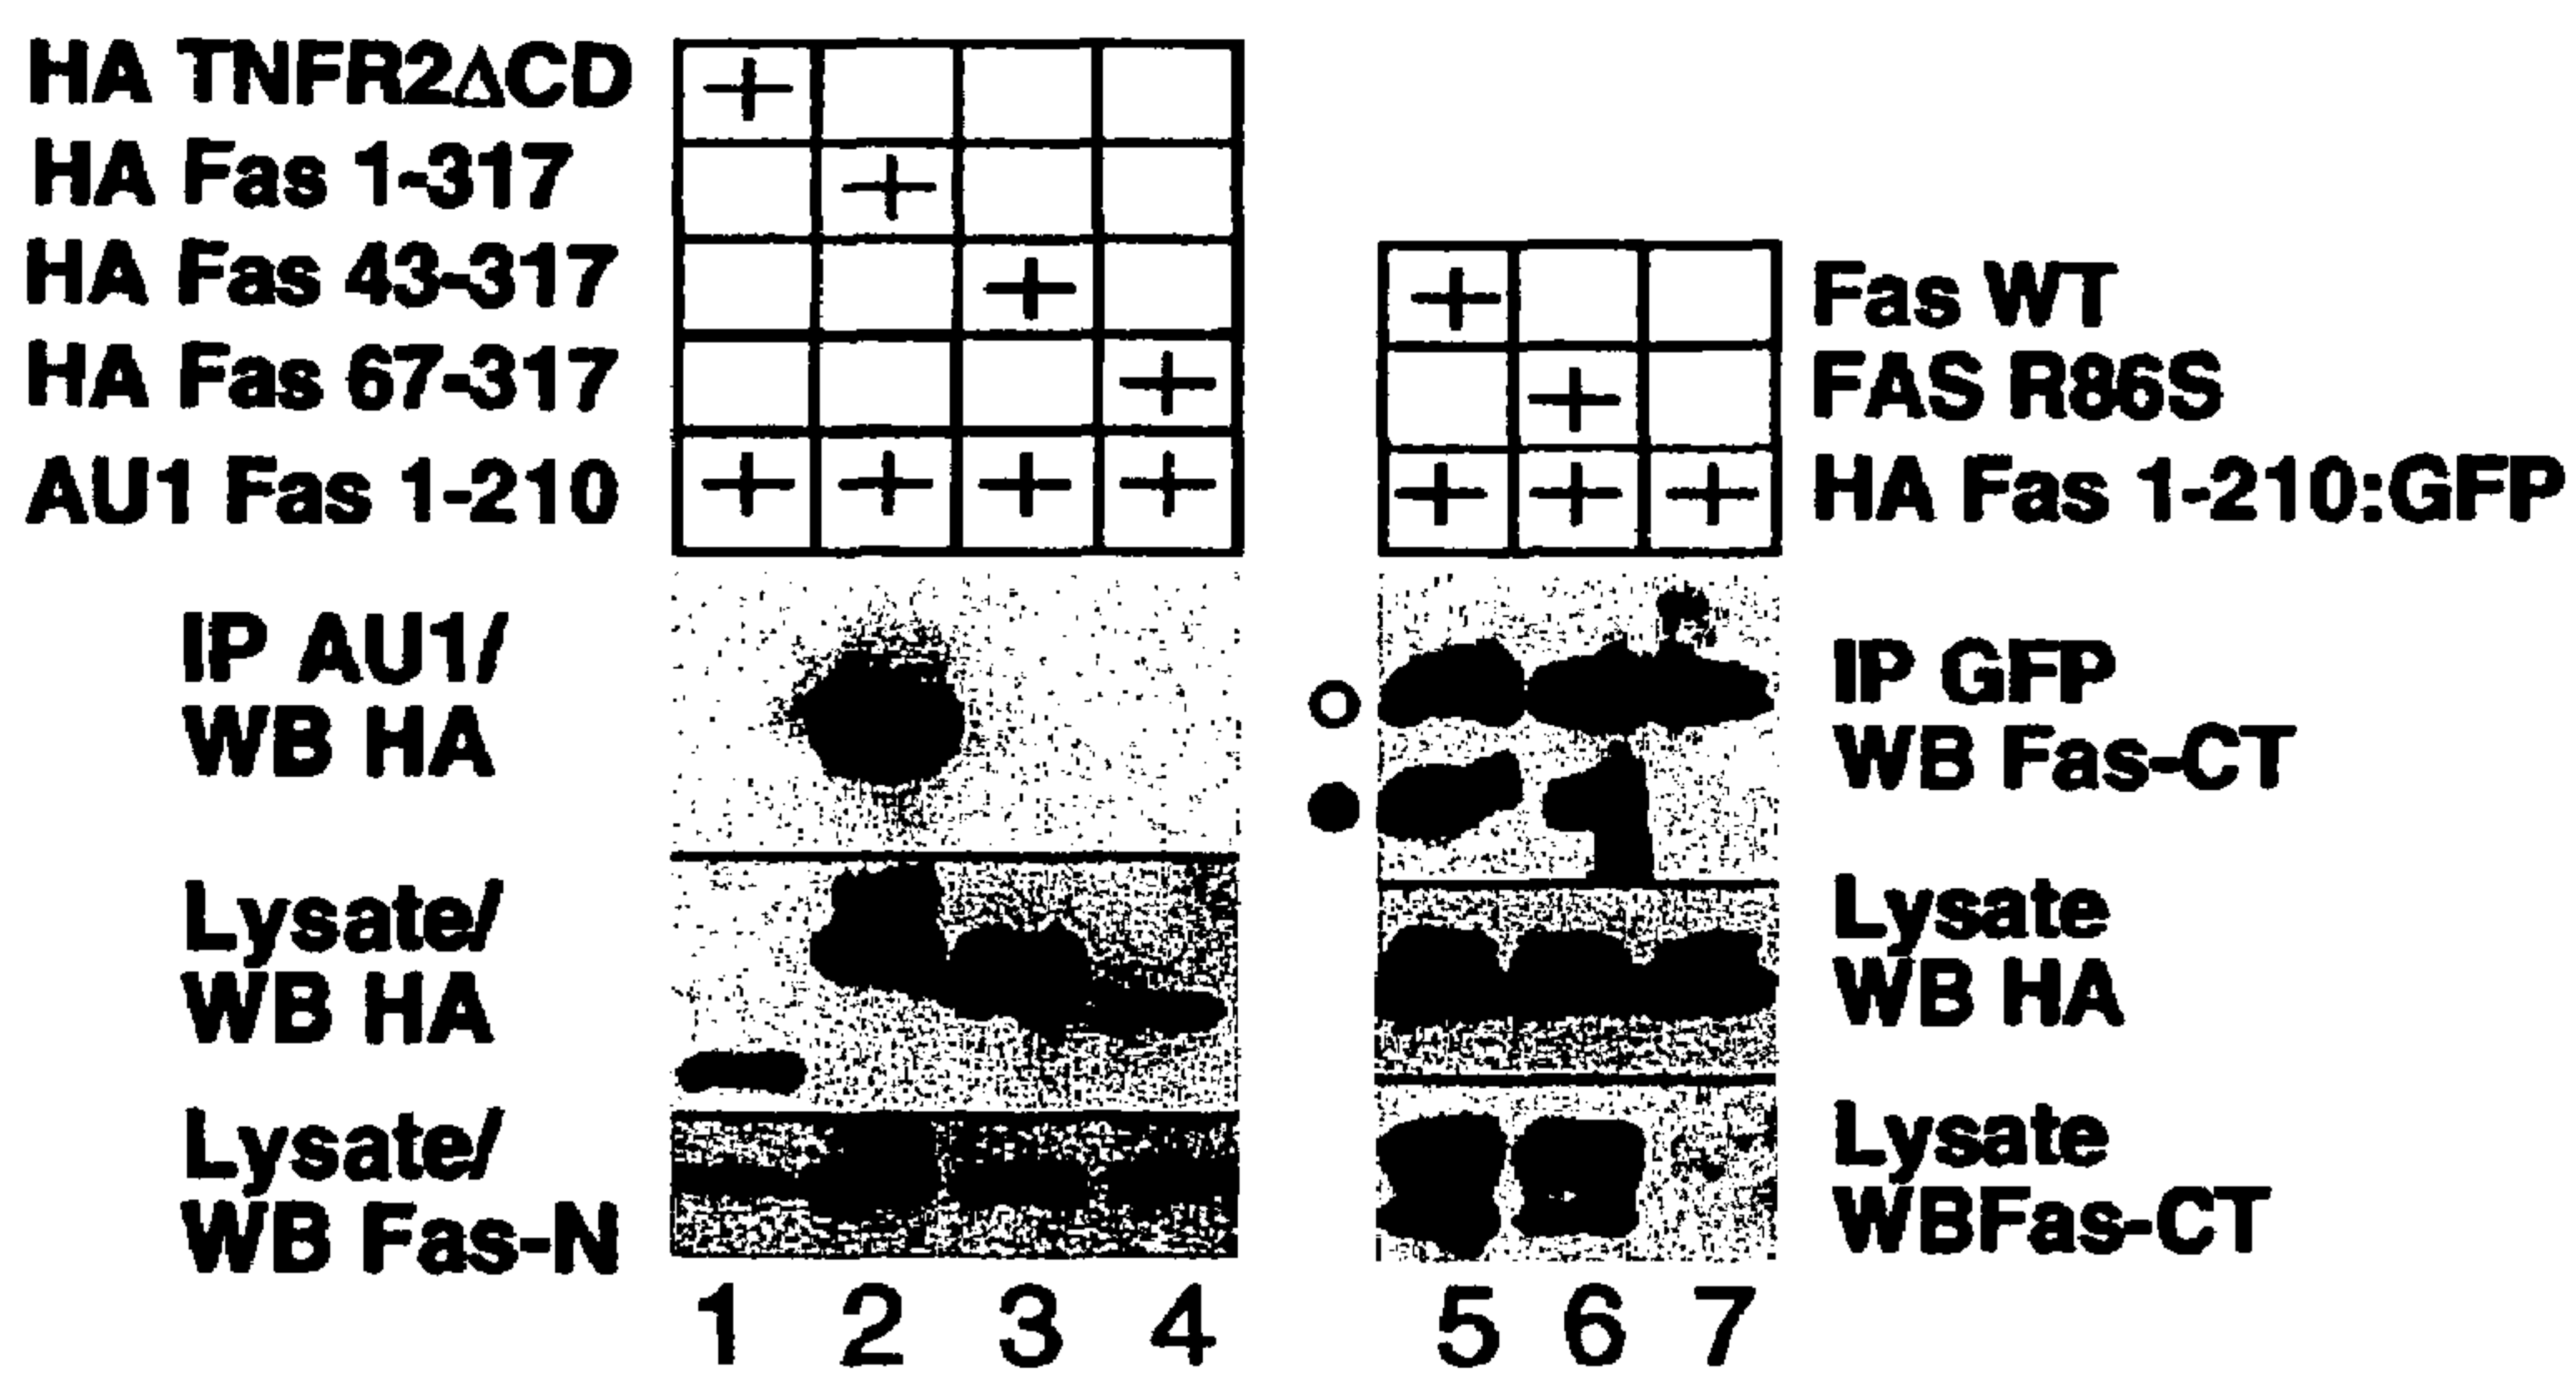 HA TNFR2ΔCD
HA Fas 1-317
HA Fas 43-317
HA Fas 67-317
AU1 Fas 1-210
+
+
+
+
+ + + +
IP AU1/
WB HA
Lysate/
WB HA
Lysate/
WB Fas-N
1 2 3 4
Fas WT
FAS R86S
HA Fas 1-210:GFP
+
+
+ + +
IP GFP
WB Fas-CT
Lysate
WB HA
Lysate
WBFas-CT
5 6 7